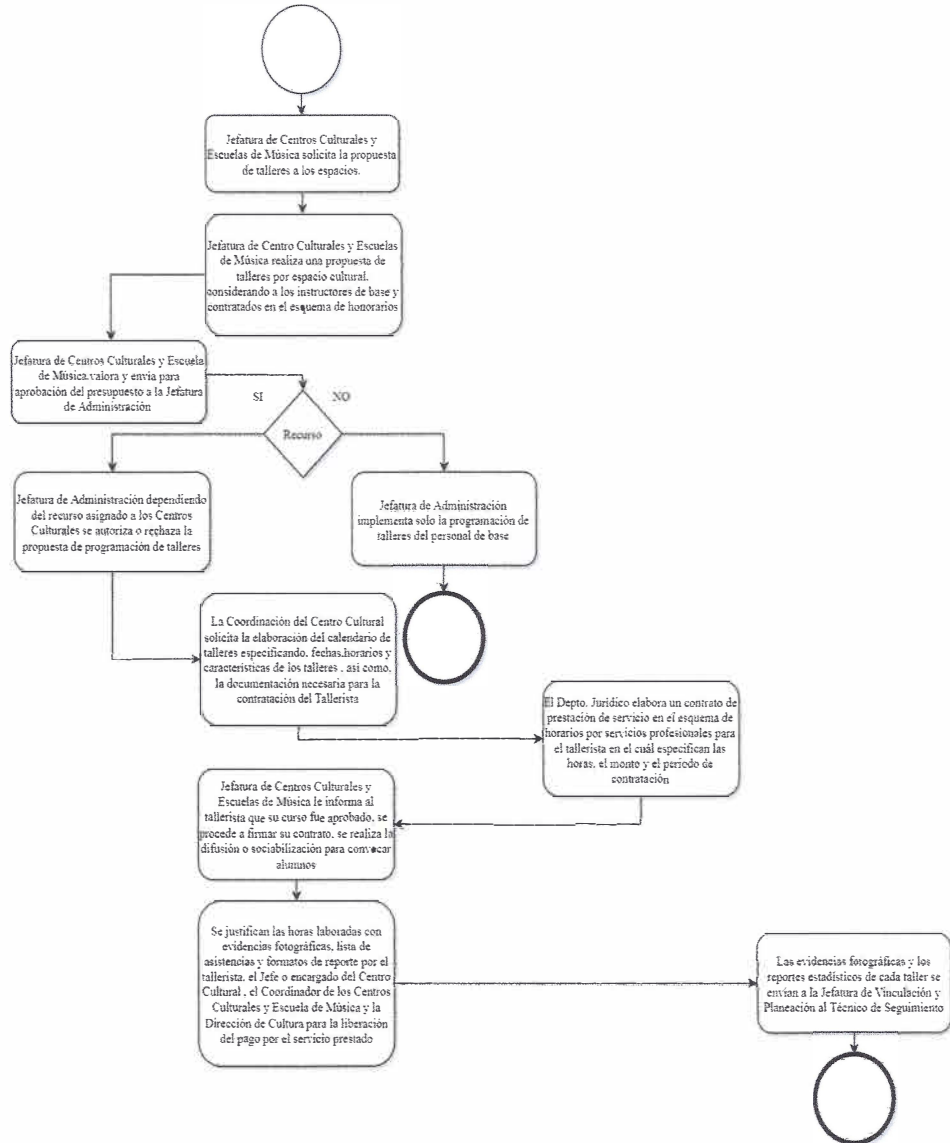 Jefatura de Centros Culturales y
Escuelas de Música solicita la propuesta
de talleres a los espacios.
Jefatura de Centro Culturales y Escuelas
de Música realiza una propuesta de
talleres por espacio cultural,
considerando a los instructores de base y
contratados en el esquema de honorarios
Jefatura de Centros Culturales y Escuela
de Música.valora y envia para
aprobación del presupuesto a la Jefatura
de Administración
SI
NO
Recurso
Jefatura de Administración dependiendo
del recurso asignado a los Centros
Culturales se autoriza o rechaza la
propuesta de programación de talleres
Jefatura de Administración
implementa solo la programación de
talleres del personal de base
La Coordinación del Centro Cultural
solicita la elaboración del calendario de
talleres especificando, fechas,horarios y
caracteristicas de los talleres , asi como,
la documentación necesaria para la
contratación del Tallerista
El Depto. Juridico elabora un contrato de
prestación de servicio en el esquema de
horarios por servicios profesionales para
el tallerista en el cuál especifican las
horas, el monto y el periodo de
contratación
Jefatura de Centros Culturales y
Escuelas de Música le informa al
tallerista que su curso fue aprobado, se
procede a firmar su contrato, se realiza la
difusión o sociabilización para convocar
alumnos
Se justifican las horas laboradas con
evidencias fotográficas, lista de
asistencias y formatos de reporte por el
tallerista, el Jefe o encargado del Centro
Cultural , el Coordinador de los Centros
Culturales y Escuela de Música y la
Dirección de Cultura para la liberación
del pago por el servicio prestado
Las evidencias fotográficas y los
reportes estadísticos de cada taller se
envían a la Jefatura de Vinculación y
Planeación al Técnico de Seguimiento